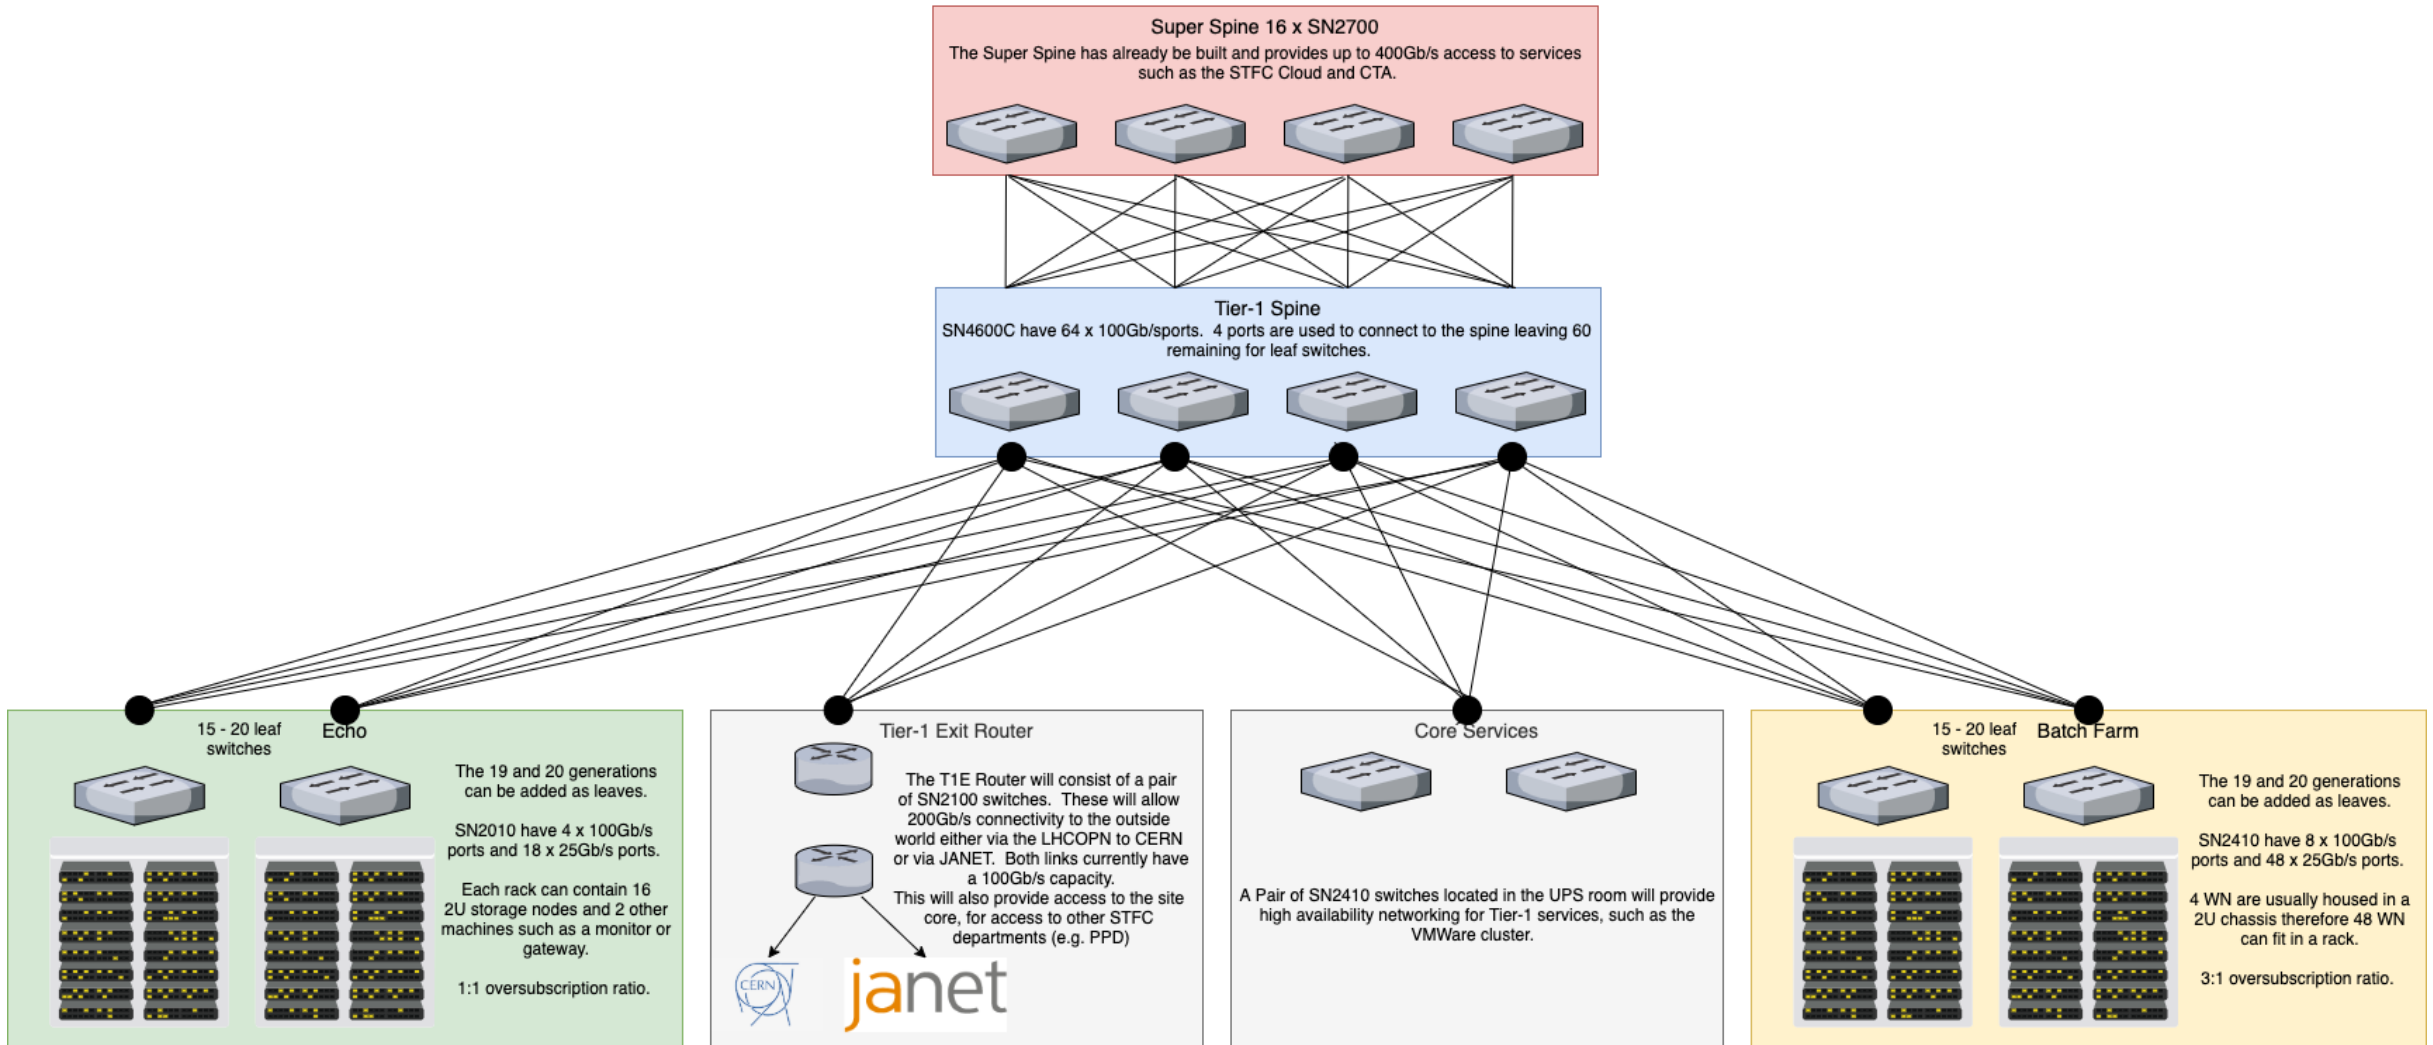 Super Spine 16 x SN2700
The Super Spine has already be built and provides up to 400Gb/s access to services
such as the STFC Cloud and CTA.
Tier-1 Spine
SN4600C have 64 x 100Gb/sports. 4 ports are used to connect to the spine leaving 60
remaining for leaf switches.
15 - 20 leaf
switches
Echo
The 19 and 20 generations
can be added as leaves.
SN2010 have 4 x 100Gb/s
ports and 18 x 25Gb/s ports.
Each rack can contain 16
2U storage nodes and 2 other
machines such as a monitor or
gateway.
1:1 oversubscription ratio.
Tier-1 Exit Router
The T1E Router will consist of a pair
of SN2100 switches. These will allow
200Gb/s connectivity to the outside
world either via the LHCOPN to CERN
or via JANET. Both links currently have
a 100Gb/s capacity.
This will also provide access to the site
core, for access to other STFC
departments (e.g. PPD)
CERN
janet
Core Services
A Pair of SN2410 switches located in the UPS room will provide
high availability networking for Tier-1 services, such as the
VMWare cluster.
15 - 20 leaf
switches
Batch Farm
The 19 and 20 generations
can be added as leaves.
SN2410 have 8 x 100Gb/s
ports and 48 x 25Gb/s ports.
4 WN are usually housed in a
2U chassis therefore 48 WN
can fit in a rack.
3:1 oversubscription ratio.